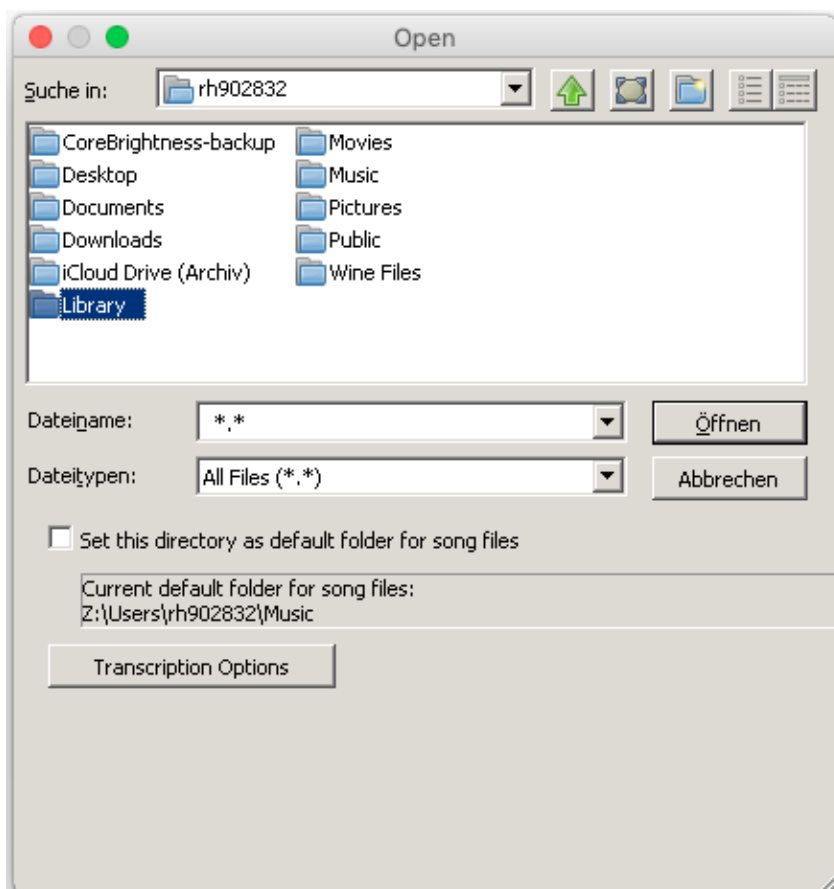 Open
Suche in: rh902832
CoreBrightness-backup
Desktop
Documents
Downloads
iCloud Drive (Archiv)
Library
Movies
Music
Pictures
Public
Wine Files
Dateiname: *.* Öffnen
Dateitypen: All Files (*.*) Abbrechen
Set this directory as default folder for song files
Current default folder for song files:
Z:\Users\rh902832\Music
Transcription Options